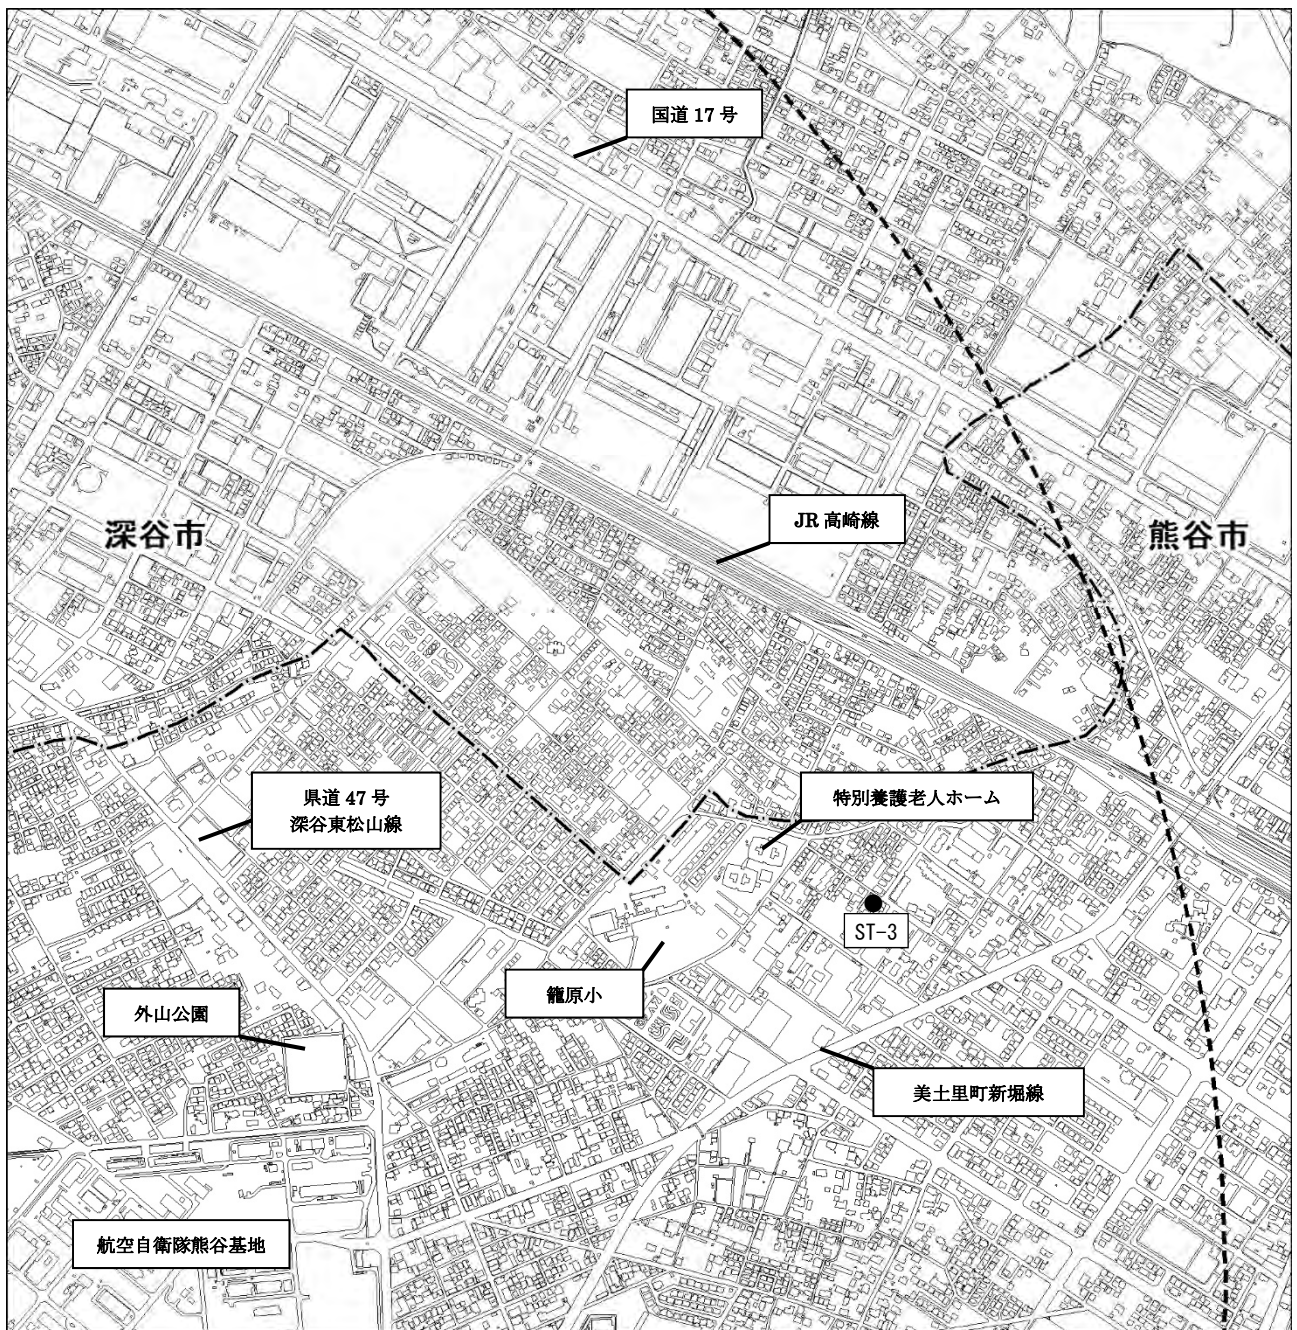 国道 17 号
JR 高崎線
深谷市
熊谷市
県道 47 号
深谷東松山線
特別養護老人ホーム
ST-3
籠原小
外山公園
美土里町新堀線
航空自衛隊熊谷基地